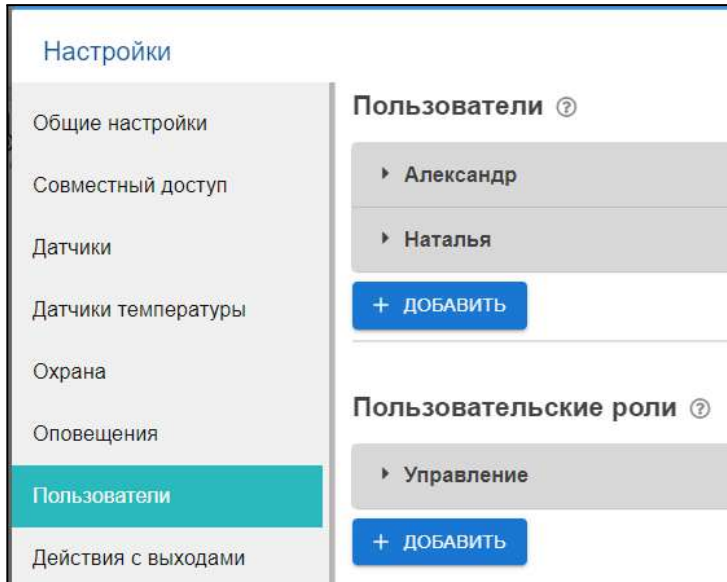 Настройки
Общие настройки
Совместный доступ
Датчики
Датчики температуры
Охрана
Оповещения
Пользователи
Действия с выходами
Пользователи ?
Александр
Наталья
+ ДОБАВИТЬ
Пользовательские роли ?
Управление
+ ДОБАВИТЬ